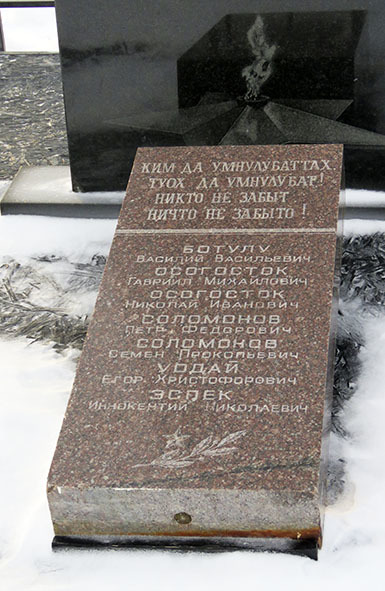 КИМ ДА УМНУЛУБАТТАХ.
ТУОХ ДА УМНУЛУБАТ!
НИКТО НЕ ЗАБЫТ
НИЧТО НЕ ЗАБЫТО!
БОТУЛУ
ВАСИЛИЙ ВАСИЛЬЕВИЧ
ОСОГОСТОК
ГАВРИИЛ МИХАЙЛОВИЧ
ОСОГОСТОК
НИКОЛАЙ ИВАНОВИЧ
СОЛОМОНОВ
ПЕТР ФЕДОРОВИЧ
СОЛОМОНОВ
СЕМЕН ПРОКОПЬЕВИЧ
УОДАЙ
ЕГОР ХРИСТОФОРОВИЧ
ЭСПЕК
ИННОКЕНТИЙ НИКОЛАЕВИЧ